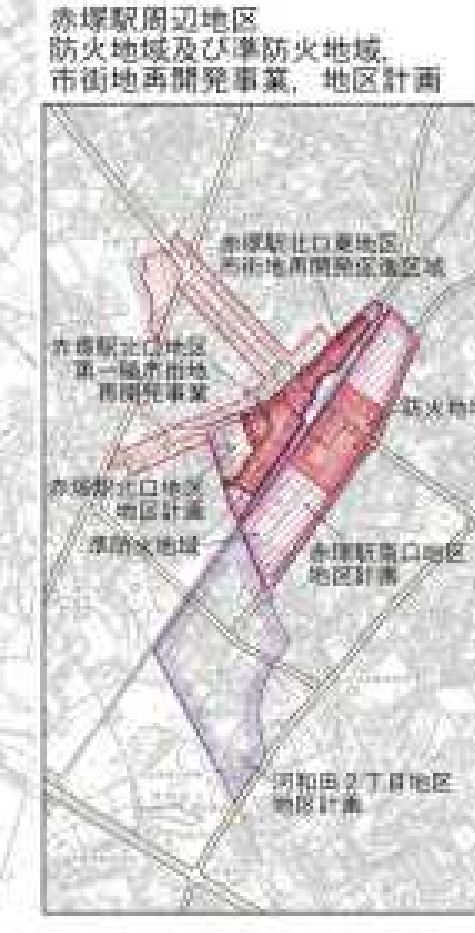 赤塚駅周辺地区
防火地域及び準防火地域,
市街地再開発事業, 地区計画
赤塚駅北口東地区
市街地再開発促進区域
赤塚駅北口地区
第一種市街地
再開発事業
防火地域
赤塚駅北口地区
地区計画
準防火地域
赤塚駅南口地区
地区計画
河和田2丁目地区
地区計画